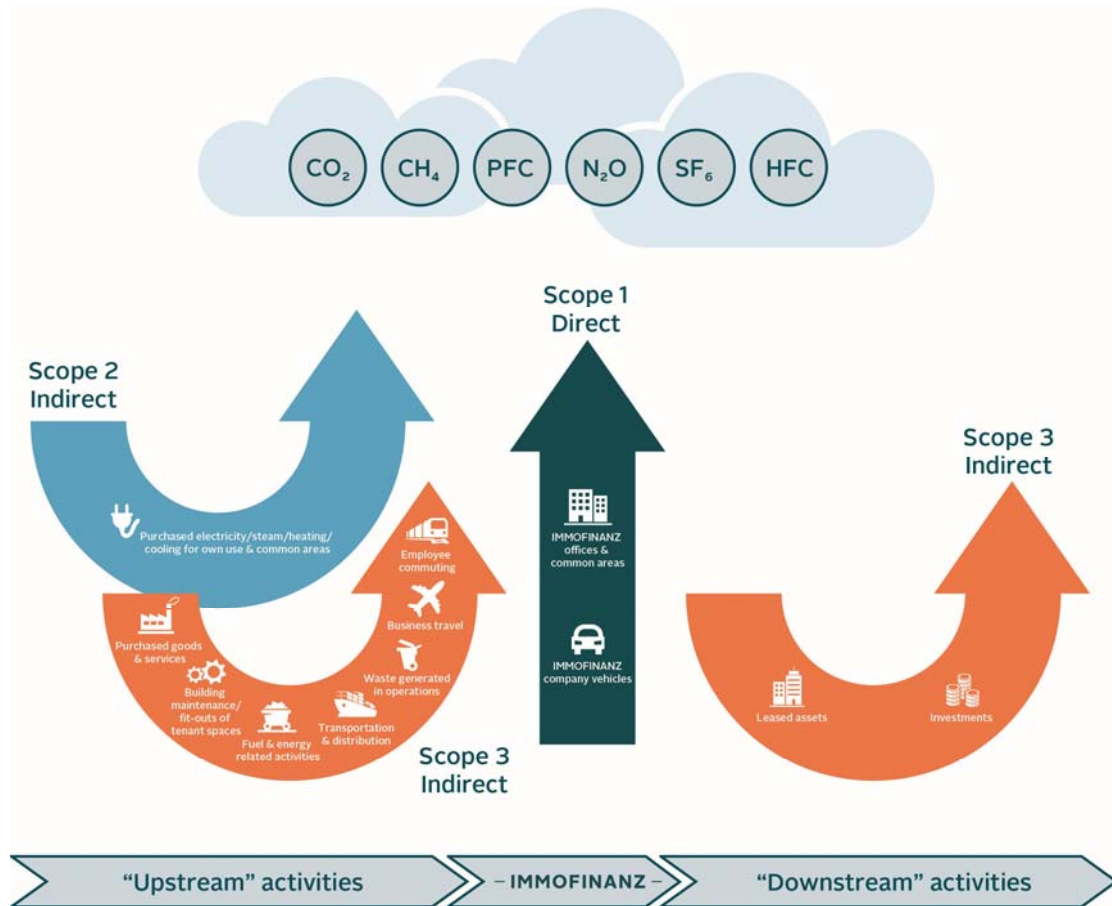 CO₂ CH₄ PFC N₂O SF₆ HFC
Scope 1
Direct
Scope 2
Indirect
Purchased electricity/steam/heating/
cooling for own use & common areas
Purchased goods
& services
Building
maintenance/
fit-outs of
tenant spaces
Fuel & energy
related activities
Transportation
& distribution
Waste generated
in operations
Business travel
Employee
commuting
Scope 3
Indirect
IMMOFINANZ
offices &
common areas
IMMOFINANZ
company vehicles
Scope 3
Indirect
Leased assets
Investments
“Upstream” activities
– IMMOFINANZ –
“Downstream” activities